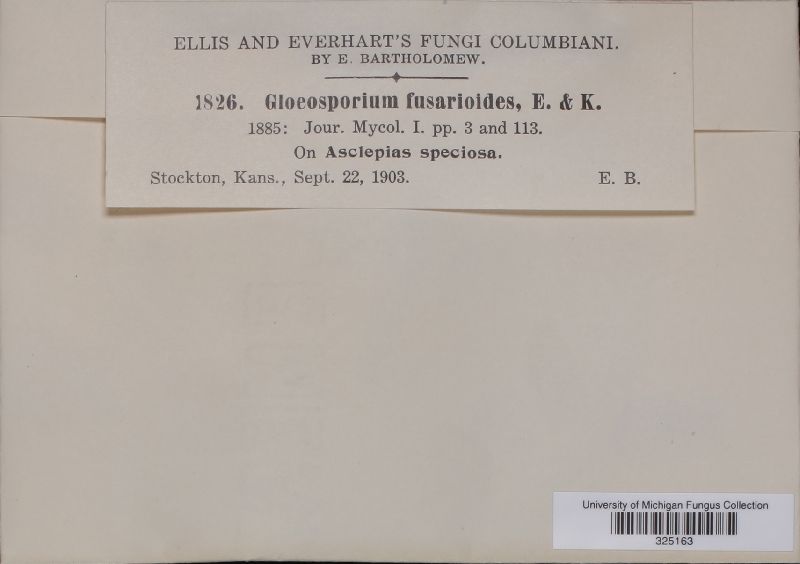 ELLIS AND EVERHART'S FUNGI COLUMBIANI.
BY E. BARTHOLOMEW.
1826. Gloeosporium fusarioides, E. & K.
1885: Jour. Mycol. I. pp. 3 and 113.
On Asclepias speciosa.
Stockton, Kans., Sept. 22, 1903. E. B.
University of Michigan Fungus Collection
325163